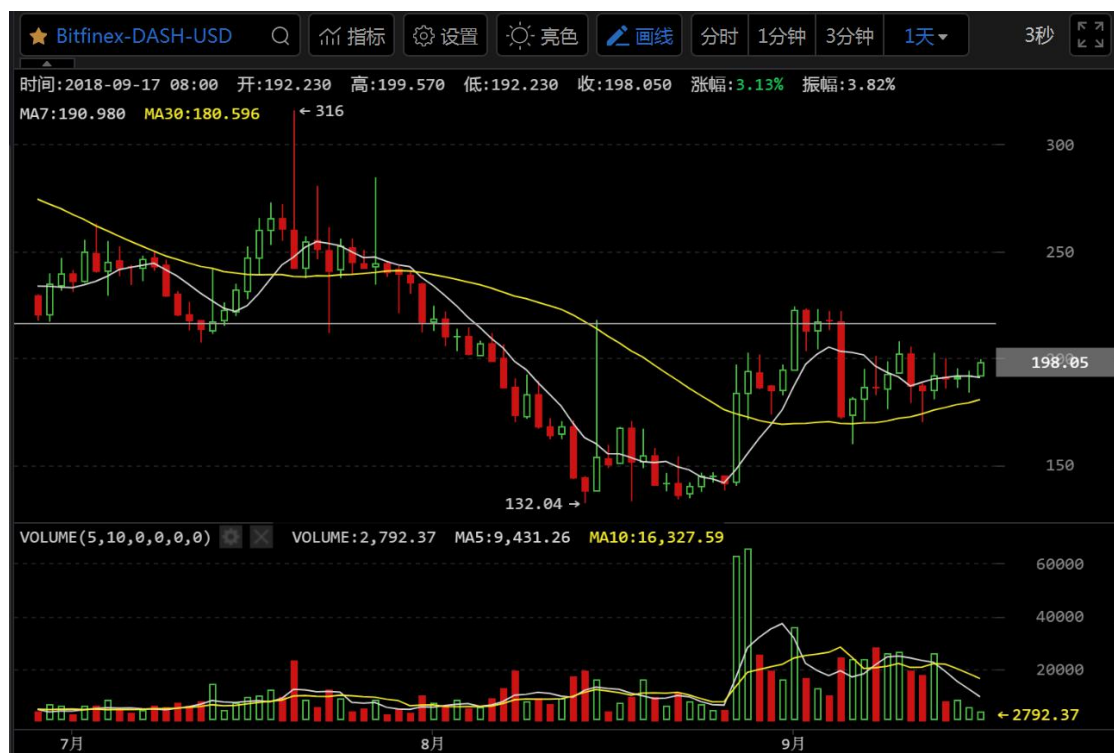 Bitfinex-DASH-USD 指标 设置 亮色 画线 分时 1分钟 3分钟 1天 3秒
时间:2018-09-17 08:00 开:192.230 高:199.570 低:192.230 收:198.050 涨幅:3.13% 振幅:3.82%
MA7:190.980 MA30:180.596
←316
300
250
198.05
150
132.04→
VOLUME(5,10,0,0,0,0) VOLUME:2,792.37 MA5:9,431.26 MA10:16,327.59
60000
40000
20000
←2792.37
7月 8月 9月